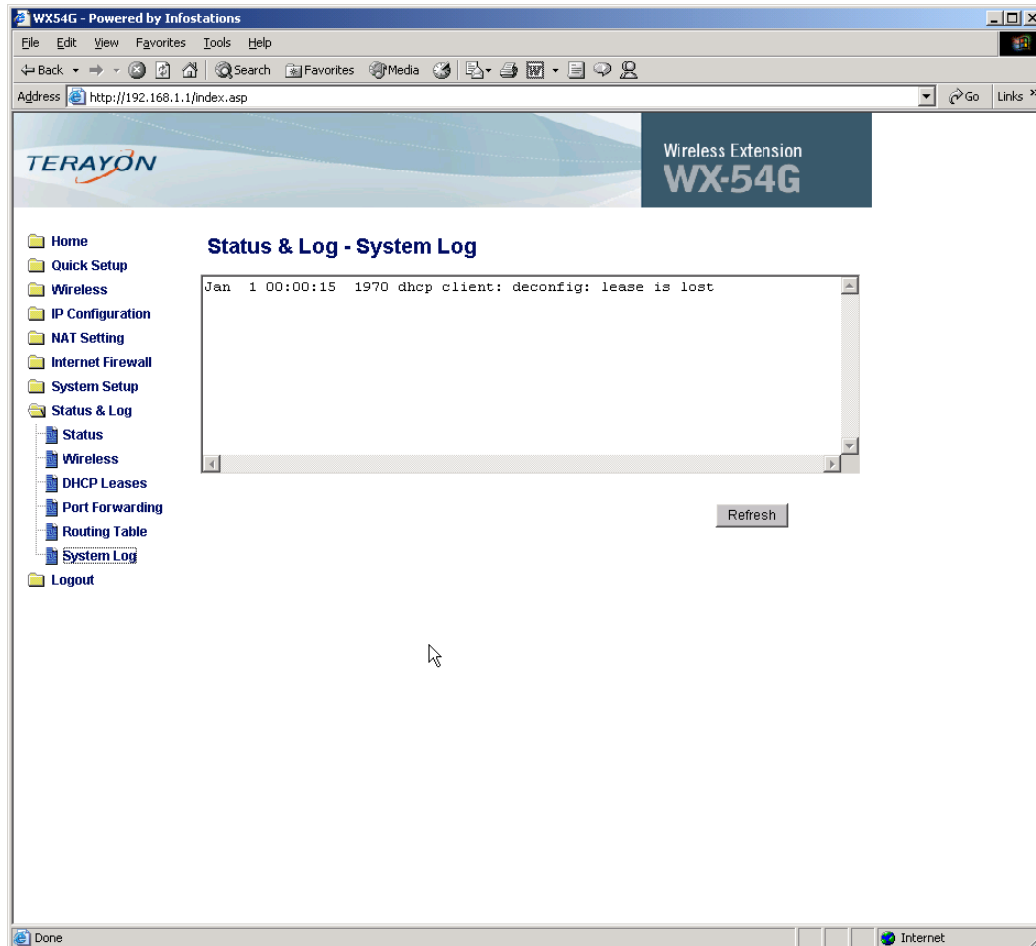 WX54G - Powered by Infostations
File Edit View Favorites Tools Help
Back Search Favorites Media
Address http://192.168.1.1/index.asp Go Links »
TERAYON
Wireless Extension
WX-54G
Home
Quick Setup
Wireless
IP Configuration
NAT Setting
Internet Firewall
System Setup
Status & Log
Status
Wireless
DHCP Leases
Port Forwarding
Routing Table
System Log
Logout
Status & Log - System Log
Jan 1 00:00:15 1970 dhcp client: deconfig: lease is lost
Refresh
Done Internet